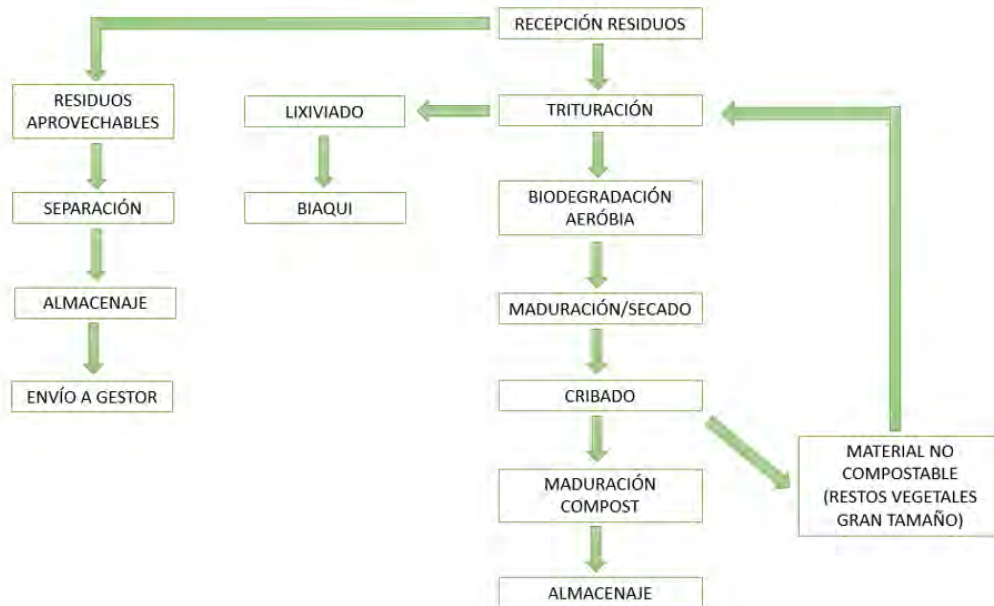 RECEPCIÓN RESIDUOS
RESIDUOS
APROVECHABLES
LIXIVIADO
TRITURACIÓN
SEPARACIÓN
BIAQUI
BIODEGRADACIÓN
AERÓBIA
ALMACENAJE
MADURACIÓN/SECADO
ENVÍO A GESTOR
CRIBADO
MATERIAL NO
COMPOSTABLE
(RESTOS VEGETALES
GRAN TAMAÑO)
MADURACIÓN
COMPOST
ALMACENAJE